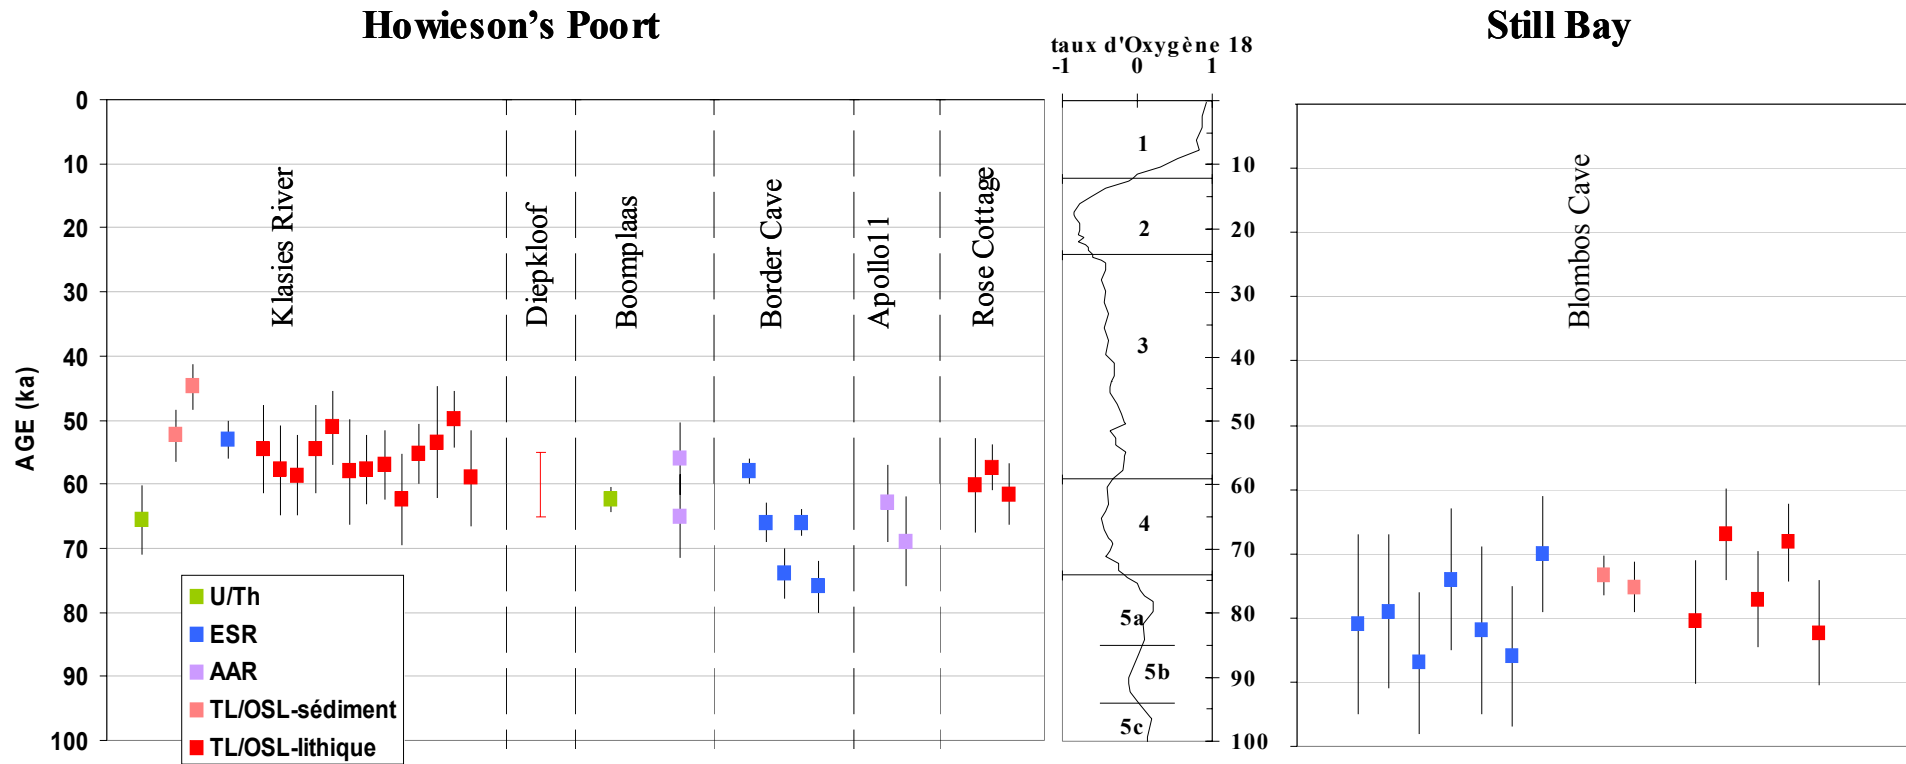 Howieson's Poort
Still Bay
taux d'Oxygène 18
-1 0 1
AGE (ka)
0
10
20
30
40
50
60
70
80
90
100
Klasies River
Diepkloof
Boomplaas
Border Cave
Apollo11
Rose Cottage
U/Th
ESR
AAR
TL/OSL-sédiment
TL/OSL-lithique
1
2
3
4
5a
5b
5c
10
20
30
40
50
60
70
80
90
100
Blombos Cave